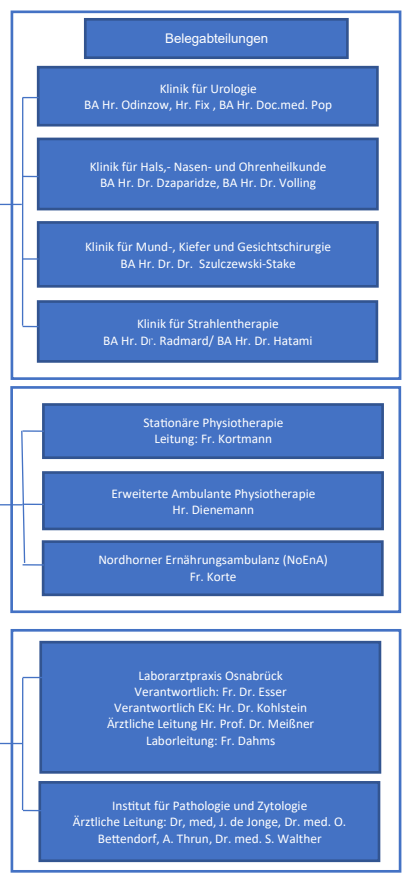 Belegabteilungen
Klinik für Urologie
BA Hr. Odinzow, Hr. Fix , BA Hr. Doc.med. Pop
Klinik für Hals,- Nasen- und Ohrenheilkunde
BA Hr. Dr. Dzaparidze, BA Hr. Dr. Volling
Klinik für Mund-, Kiefer und Gesichtschirurgie
BA Hr. Dr. Dr. Szulczewski-Stake
Klinik für Strahlentherapie
BA Hr. Dr. Radmard/ BA Hr. Dr. Hatami
Stationäre Physiotherapie
Leitung: Fr. Kortmann
Erweiterte Ambulante Physiotherapie
Hr. Dienemann
Nordhorner Ernährungsambulanz (NoEnA)
Fr. Korte
Laborarztpraxis Osnabrück
Verantwortlich: Fr. Dr. Esser
Verantwortlich EK: Hr. Dr. Kohlstein
Ärztliche Leitung Hr. Prof. Dr. Meißner
Laborleitung: Fr. Dahms
Institut für Pathologie und Zytologie
Ärztliche Leitung: Dr, med, J. de Jonge, Dr. med. O.
Bettendorf, A. Thrun, Dr. med. S. Walther